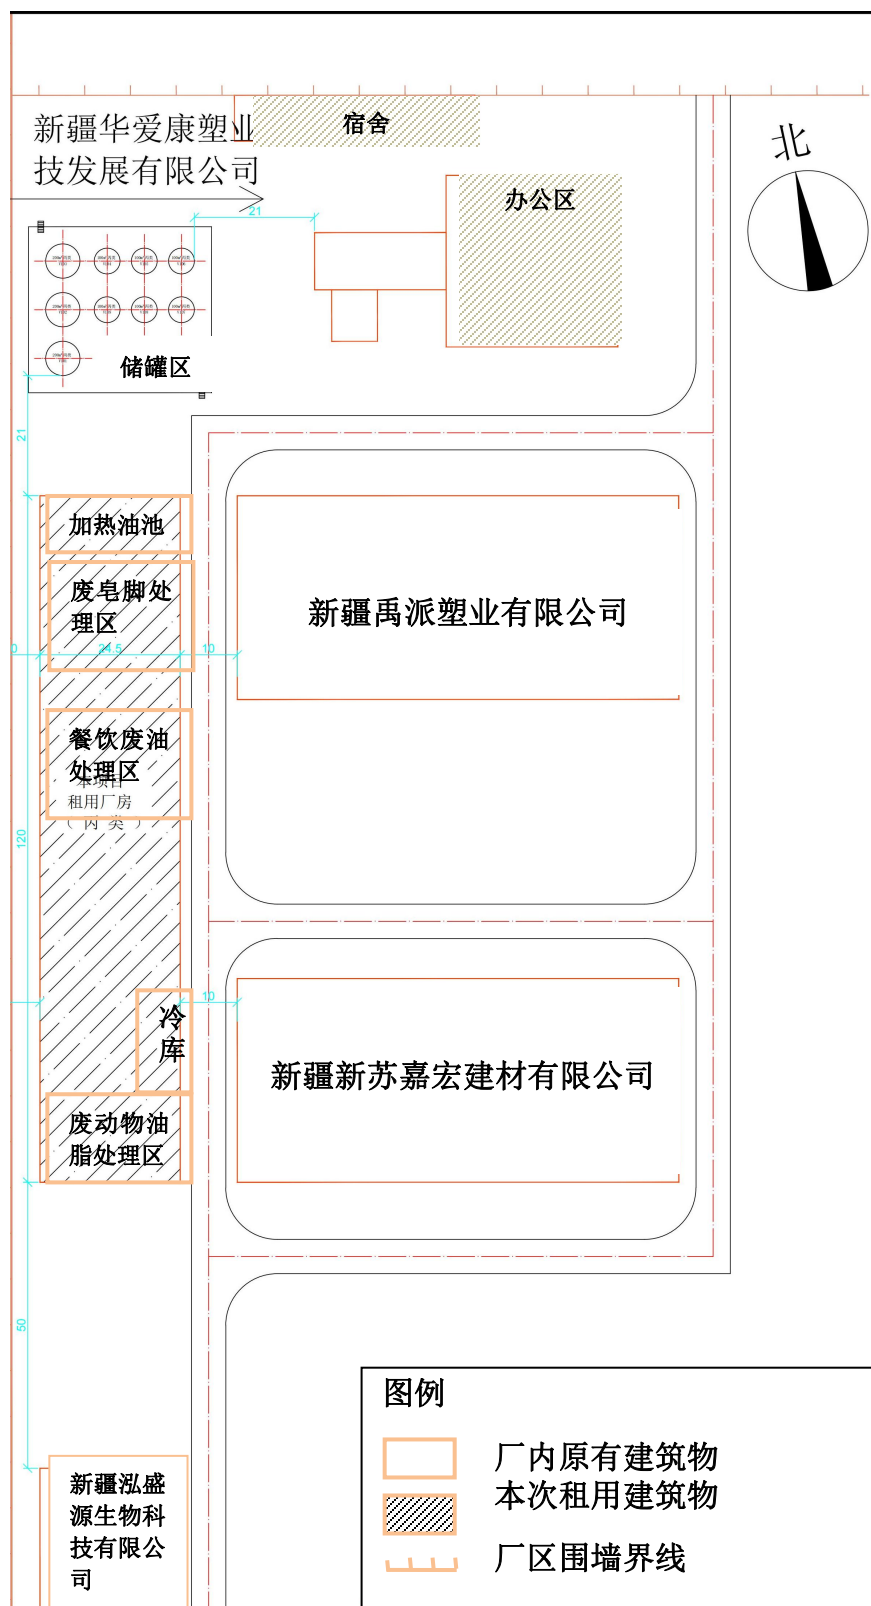 宿舍
新疆华爱康塑业
技发展有限公司
北
办公区
21
储罐区
21
加热油池
废皂脚处
理区
新疆禹派塑业有限公司
0
24.5
10
餐饮废油
处理区
本项目
租用厂房
（丙类）
120
10
冷
库
新疆新苏嘉宏建材有限公司
废动物油
脂处理区
50
图例
厂内原有建筑物
本次租用建筑物
厂区围墙界线
新疆泓盛
源生物科
技有限公
司